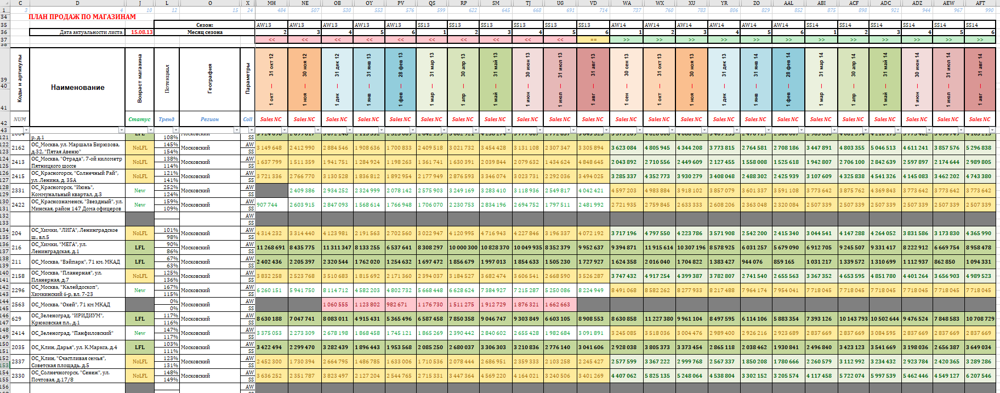 C D J L O X MH NE OB OY PV QS RP SM TJ UG VD WA WX XU YR ZO AAL ABI ACF ADC ADZ AEW AFT
1 3 4 10 12 15 24 484 507 530 553 576 599 622 645 668 691 714 737 760 783 806 829 852 875 898 921 944 967 990
34 ПЛАН ПРОДАЖ ПО МАГАЗИНАМ
35 Сезон: AW13 AW13 AW13 AW13 AW13 SS13 SS13 SS13 SS13 SS13 SS13 AW14 AW14 AW14 AW14 AW14 AW14 SS14 SS14 SS14 SS14 SS14 SS14
36 Дата актуальности листа: 15.08.13 Месяц сезона 2 3 4 5 6 1 2 3 4 5 6 1 2 3 4 5 6 1 2 3 4 5 6
37 << << << << << << << << << << == >> >> >> >> >> >> >> >> >> >> >> >>
39
40
41 Коды и артикулы Наименование Возраст магазина Потенциал География Параметры 1 окт — 31 окт 12 1 ноя — 30 ноя 12 1 дек — 31 дек 12 1 янв — 31 янв 13 1 фев — 28 фев 13 1 мар — 31 мар 13 1 апр — 30 апр 13 1 май — 31 май 13 1 июн — 30 июн 13 1 июл — 31 июл 13 1 авг — 31 авг 13 1 сен — 30 сен 13 1 окт — 31 окт 13 1 ноя — 30 ноя 13 1 дек — 31 дек 13 1 янв — 31 янв 14 1 фев — 28 фев 14 1 мар — 31 мар 14 1 апр — 30 апр 14 1 май — 31 май 14 1 июн — 30 июн 14 1 июл — 31 июл 14 1 авг — 31 авг 14
42 NUM Статус Тренд Регион Coll Sales NC Sales NC Sales NC Sales NC Sales NC Sales NC Sales NC Sales NC Sales NC Sales NC Sales NC Sales NC Sales NC Sales NC Sales NC Sales NC Sales NC Sales NC Sales NC Sales NC Sales NC Sales NC Sales NC
43
121 р, д.1 108% SS
122 2162 ОС_Москва, ул. Маршала Бирюзова, NoLFL 145% Московский AW 3 149 648 2 412 990 2 884 546 1 908 636 1 700 833 2 409 518 3 021 732 3 454 428 3 131 108 2 307 347 3 305 894 3 623 084 4 805 945 4 344 208 3 773 815 2 764 581 2 708 186 3 447 891 4 803 355 5 046 513 4 611 241 3 857 576 5 296 838
123 д.32, "Пятая Авеню" 154% SS
124 2413 ОС_Москва, "Отрада", 7-ой километр NoLFL 138% Московский AW 1 637 799 1 511 359 1 941 751 1 284 924 1 198 263 1 361 741 1 630 391 2 039 844 2 079 632 1 434 624 4 848 645 2 043 892 2 710 556 2 449 609 2 127 455 1 558 008 1 525 618 1 942 807 2 706 100 2 842 639 2 597 897 2 174 644 2 989 805
125 Пятницкого шоссе 114% SS
126 2415 ОС_Красногорск, "Солнечный Рай", NoLFL 121% Московский AW 3 721 336 2 766 770 3 130 528 1 836 812 1 892 954 2 177 949 2 876 593 3 346 074 3 023 731 2 292 036 3 494 025 3 285 337 4 352 773 3 930 279 3 408 048 2 488 302 2 425 939 3 107 609 4 325 838 4 541 326 4 145 083 3 462 202 4 743 380
127 ул. Ленина, д. 35А 141% SS
128 2331 ОС_Красногорск, "Июнь", New 252% Московский AW 2 409 386 2 934 252 2 324 999 2 078 142 2 575 903 3 249 169 3 283 410 3 118 936 2 549 817 4 042 421 4 597 203 4 983 884 3 918 102 3 857 079 3 601 337 3 591 108 3 773 642 3 875 762 4 369 843 3 773 642 3 773 642 3 773 642
129 Коммунальный квартал, д.3 124% SS
130 2422 ОС_Краснознаменск, "Звездный", ул. New 159% Московский AW 907 744 2 603 915 2 847 093 1 568 614 1 766 948 1 706 070 2 230 753 2 834 196 2 694 752 1 797 511 2 481 992 2 721 935 2 759 845 2 633 333 2 608 206 2 363 048 2 320 084 2 507 339 2 507 339 2 507 339 2 507 339 2 507 339 2 507 339
131 Минская, район 147 Дома офицеров 109% SS
132 AW
133 SS
134 204 ОС_Химки, "ЛИГА", Ленинградское NoLFL 101% Московский AW 4 314 232 3 314 440 4 123 981 2 191 563 2 702 560 3 022 947 4 120 995 4 716 943 4 227 846 3 196 337 4 072 192 3 717 196 4 797 550 4 223 786 3 571 908 2 542 200 2 415 340 3 044 541 4 147 288 4 264 052 3 831 586 3 173 830 4 365 990
135 ш., вл.5 98% SS
136 216 ОС_Химки, "МЕГА", ул. LFL 90% Московский AW 11 268 691 8 435 775 11 311 347 8 133 255 6 537 641 8 308 297 10 000 300 10 828 370 10 049 935 8 352 379 9 952 637 9 394 871 11 915 614 10 307 196 8 578 925 6 031 257 5 679 090 6 912 705 9 245 507 9 331 417 8 222 912 6 669 754 8 958 478
137 Ленинградская, д.1 86% SS
138 211 ОС_Москва, "Вэйпарк", 71 км. МКАД LFL 67% Московский AW 2 402 436 2 205 397 2 320 544 1 762 020 1 254 632 1 697 472 1 856 679 1 997 013 1 854 633 1 505 230 1 727 927 1 624 358 2 016 040 1 704 822 1 383 427 944 076 859 165 1 031 217 1 339 572 1 310 699 1 112 937 862 850 1 094 331
139 63% SS
140 2158 ОС_Москва, "Планерная", ул. NoLFL 125% Московский AW 3 832 258 2 523 768 3 510 683 1 815 692 2 171 360 2 394 037 3 184 527 3 682 474 3 606 541 2 668 590 3 526 287 3 747 432 4 917 254 4 399 387 3 782 807 2 741 540 2 655 563 3 367 352 4 653 595 4 851 780 4 401 264 3 656 903 4 989 523
141 Планерная, д.7 136% SS
142 2296 ОС_Москва, "Калейдоскоп", New 167% Московский AW 6 260 151 5 941 750 8 114 712 4 582 203 4 802 732 5 668 448 6 628 624 7 384 927 7 215 287 5 250 086 8 224 949 8 491 068 8 582 262 8 277 933 8 217 488 7 964 174 7 954 041 7 718 045 7 718 045 7 718 045 7 718 045 7 718 045 7 718 045
143 Химкинский б-р, вл. 7-23 115% SS
144 2563 ОС_Москва, "Окей", 71 км МКАД 0% Московский AW 1 060 555 1 123 802 982 671 1 176 730 1 511 275 1 912 729 1 876 321 1 662 663
145 0% SS
146 629 ОС_Зеленоград, "ИРИДИУМ", LFL 117% Московский AW 8 630 188 7 047 741 8 083 011 4 915 431 5 365 496 6 587 458 7 850 358 9 046 747 9 303 849 6 603 105 8 908 553 8 630 858 11 227 380 9 961 104 8 497 595 6 114 106 5 883 354 7 393 126 10 143 793 10 502 644 9 476 524 7 848 583 10 708 729
147 Крюковская пл., д.1 116% SS
148 2414 ОС_Зеленоград, "Панфиловский" New 147% Московский AW 3 375 053 2 273 309 2 678 198 1 868 458 1 745 121 1 865 269 2 390 442 2 840 602 2 655 428 1 982 684 3 091 891 3 245 085 3 518 036 3 004 476 2 989 400 2 926 216 2 923 689 2 837 669 2 837 669 3 084 595 2 837 669 2 837 669 2 837 669
149 117% SS
150 2035 ОС_Клин, Дарья", ул. К.Маркса, д.4 LFL 103% Московский AW 3 422 494 2 299 470 3 282 439 1 896 443 1 953 568 2 085 250 2 680 037 3 306 303 3 210 836 2 776 140 3 041 606 2 928 038 3 805 373 3 373 454 2 865 118 2 038 462 1 930 841 2 496 840 3 423 123 3 541 669 3 198 036 2 656 387 3 649 034
151 111% SS
152 2337 ОС_Клин, "Счастливая семья", NoLFL 123% Московский AW 2 452 300 1 730 394 2 664 795 1 486 785 1 633 006 1 710 536 2 078 444 2 686 951 2 359 333 2 103 258 2 245 427 2 577 599 3 367 222 2 999 768 2 567 337 1 850 208 1 780 666 2 260 579 3 112 992 3 234 432 2 923 784 2 420 365 3 289 286
153 Советская площадь, д.5 131% SS
154 2330 ОС_Солнечногорск, "Сенеж", ул. NoLFL 148% Московский AW 3 636 252 2 351 787 3 823 497 2 127 204 2 544 765 2 715 331 3 447 364 4 569 220 4 164 021 3 240 506 3 401 269 4 407 062 5 825 135 5 248 064 4 538 804 3 302 152 3 205 574 4 117 458 5 722 074 5 997 539 5 462 446 4 549 127 6 207 546
155 Почтовая, д.17/8 149% SS
156 AW